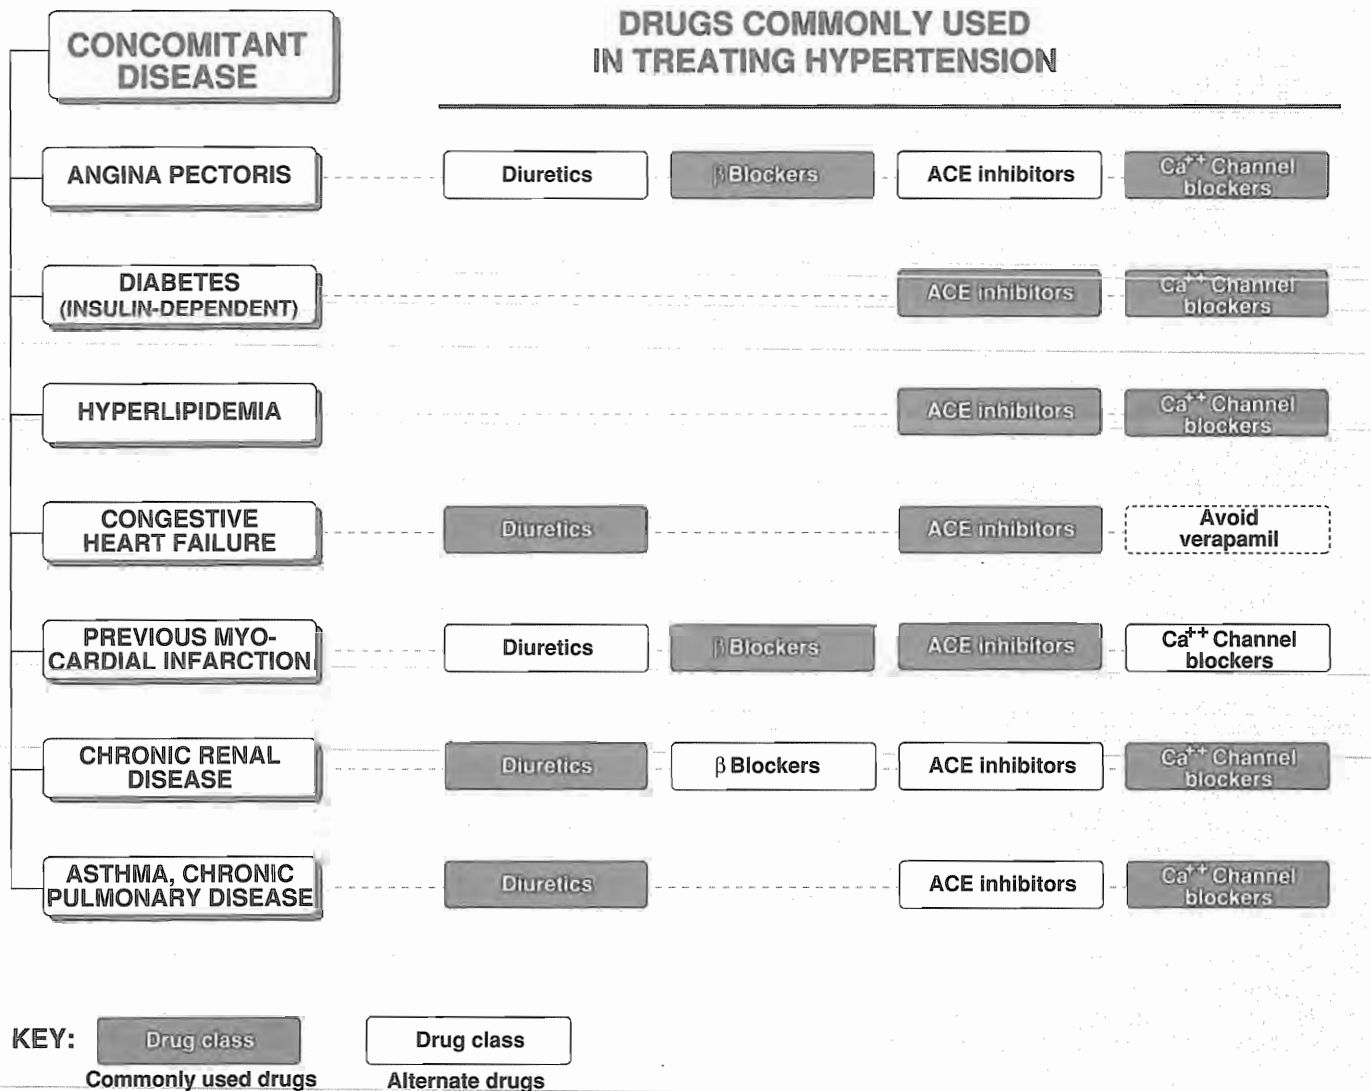 CONCOMITANT
DISEASE
DRUGS COMMONLY USED
IN TREATING HYPERTENSION
ANGINA PECTORIS
Diuretics
β Blockers
ACE inhibitors
Ca++ Channel
blockers
DIABETES
(INSULIN-DEPENDENT)
ACE inhibitors
Ca++ Channel
blockers
HYPERLIPIDEMIA
ACE inhibitors
Ca++ Channel
blockers
CONGESTIVE
HEART FAILURE
Diuretics
ACE inhibitors
Avoid
verapamil
PREVIOUS MYO-
CARDIAL INFARCTION
Diuretics
β Blockers
ACE inhibitors
Ca++ Channel
blockers
CHRONIC RENAL
DISEASE
Diuretics
β Blockers
ACE inhibitors
Ca++ Channel
blockers
ASTHMA, CHRONIC
PULMONARY DISEASE
Diuretics
ACE inhibitors
Ca++ Channel
blockers
KEY:
Drug class
Commonly used drugs
Drug class
Alternate drugs